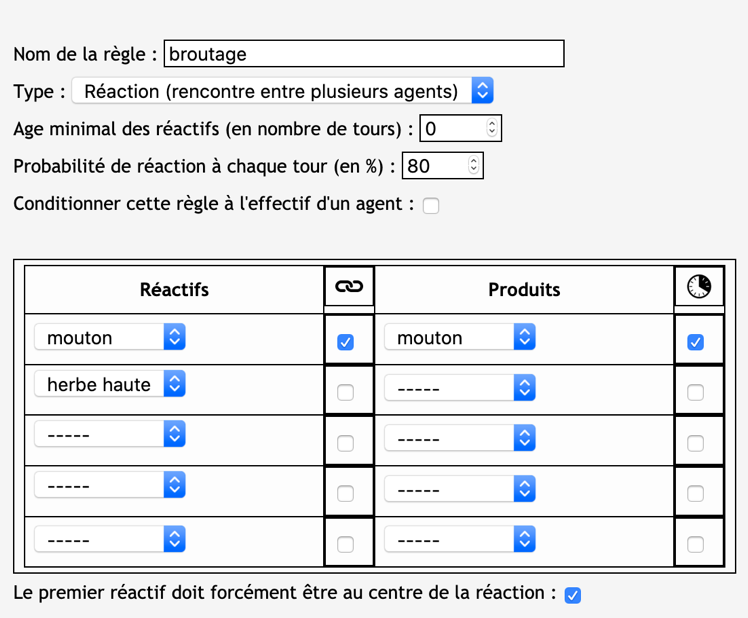 Nom de la règle : broutage
Type : Réaction (rencontre entre plusieurs agents)
Age minimal des réactifs (en nombre de tours) : 0
Probabilité de réaction à chaque tour (en %) : 80
Conditionner cette règle à l'effectif d'un agent :
Réactifs Produits
mouton mouton
herbe haute -----
----- -----
----- -----
----- -----
Le premier réactif doit forcément être au centre de la réaction :